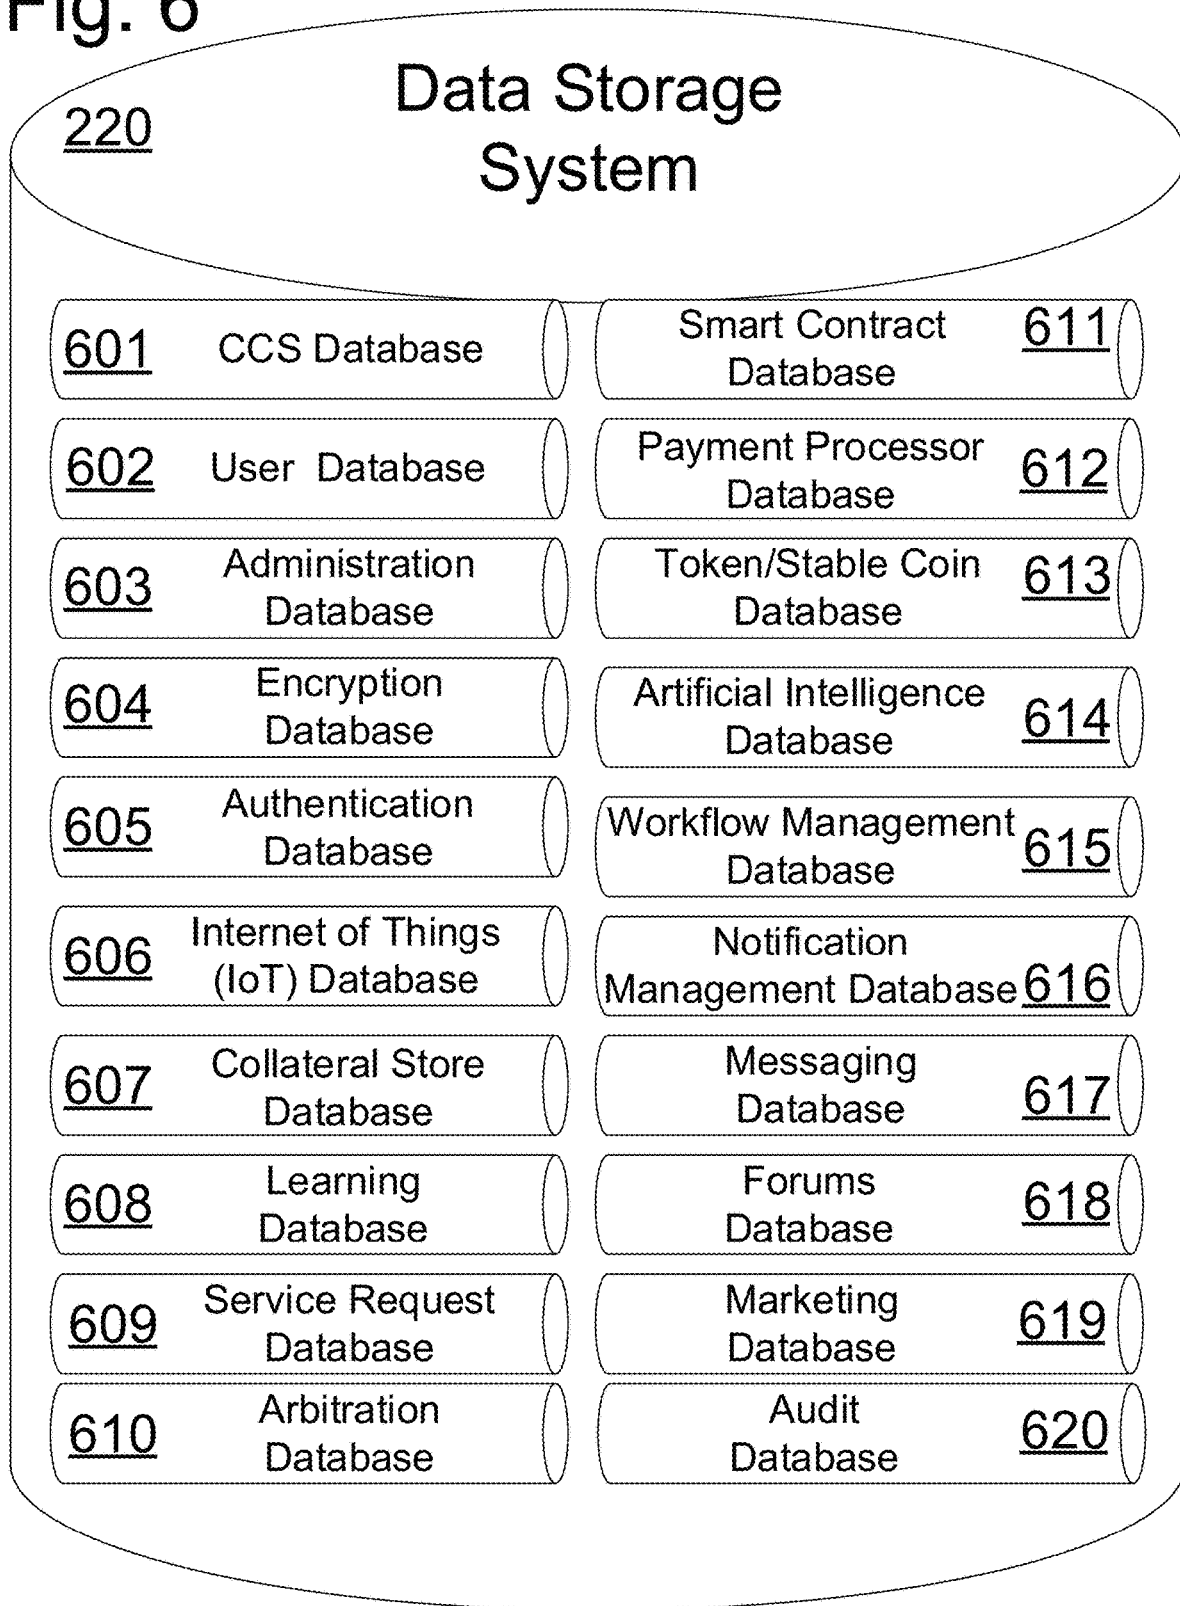 Fig. 6
Data Storage
System
220
601 CCS Database
602 User Database
603 Administration
Database
604 Encryption
Database
605 Authentication
Database
606 Internet of Things
(IoT) Database
607 Collateral Store
Database
608 Learning
Database
609 Service Request
Database
610 Arbitration
Database
Smart Contract 611
Database
Payment Processor 612
Database
Token/Stable Coin 613
Database
Artificial Intelligence 614
Database
Workflow Management 615
Database
Notification
Management Database 616
Messaging
Database 617
Forums 618
Database
Marketing 619
Database
Audit 620
Database